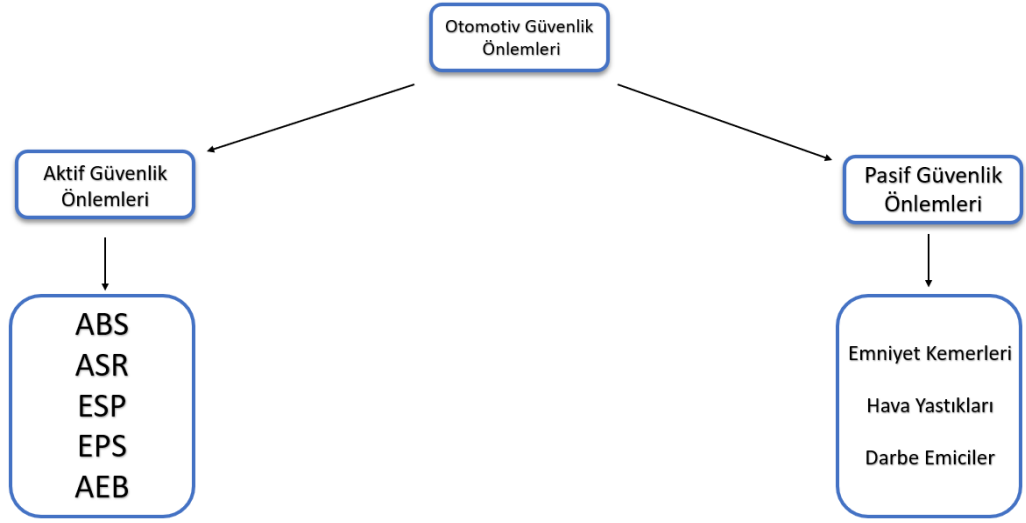 Otomotiv Güvenlik
Önlemleri
Aktif Güvenlik
Önlemleri
Pasif Güvenlik
Önlemleri
ABS
ASR
ESP
EPS
AEB
Emniyet Kemerleri
Hava Yastıkları
Darbe Emiciler